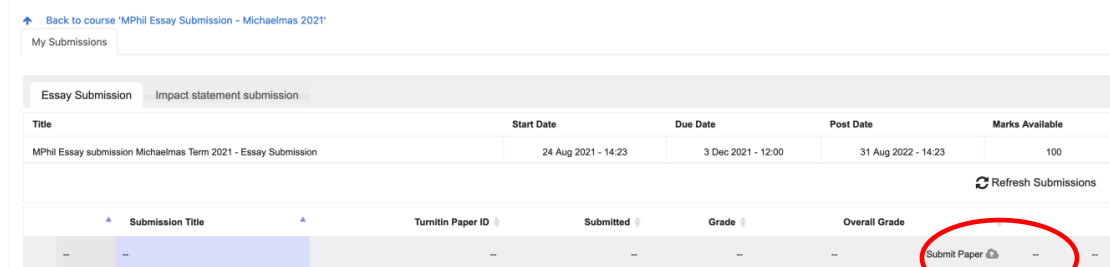 Back to course 'MPhil Essay Submission - Michaelmas 2021'
My Submissions
Essay Submission Impact statement submission
Title Start Date Due Date Post Date Marks Available
MPhil Essay submission Michaelmas Term 2021 - Essay Submission 24 Aug 2021 - 14:23 3 Dec 2021 - 12:00 31 Aug 2022 - 14:23 100
Refresh Submissions
Submission Title Turnitin Paper ID Submitted Grade Overall Grade
-- -- -- -- -- -- Submit Paper -- --